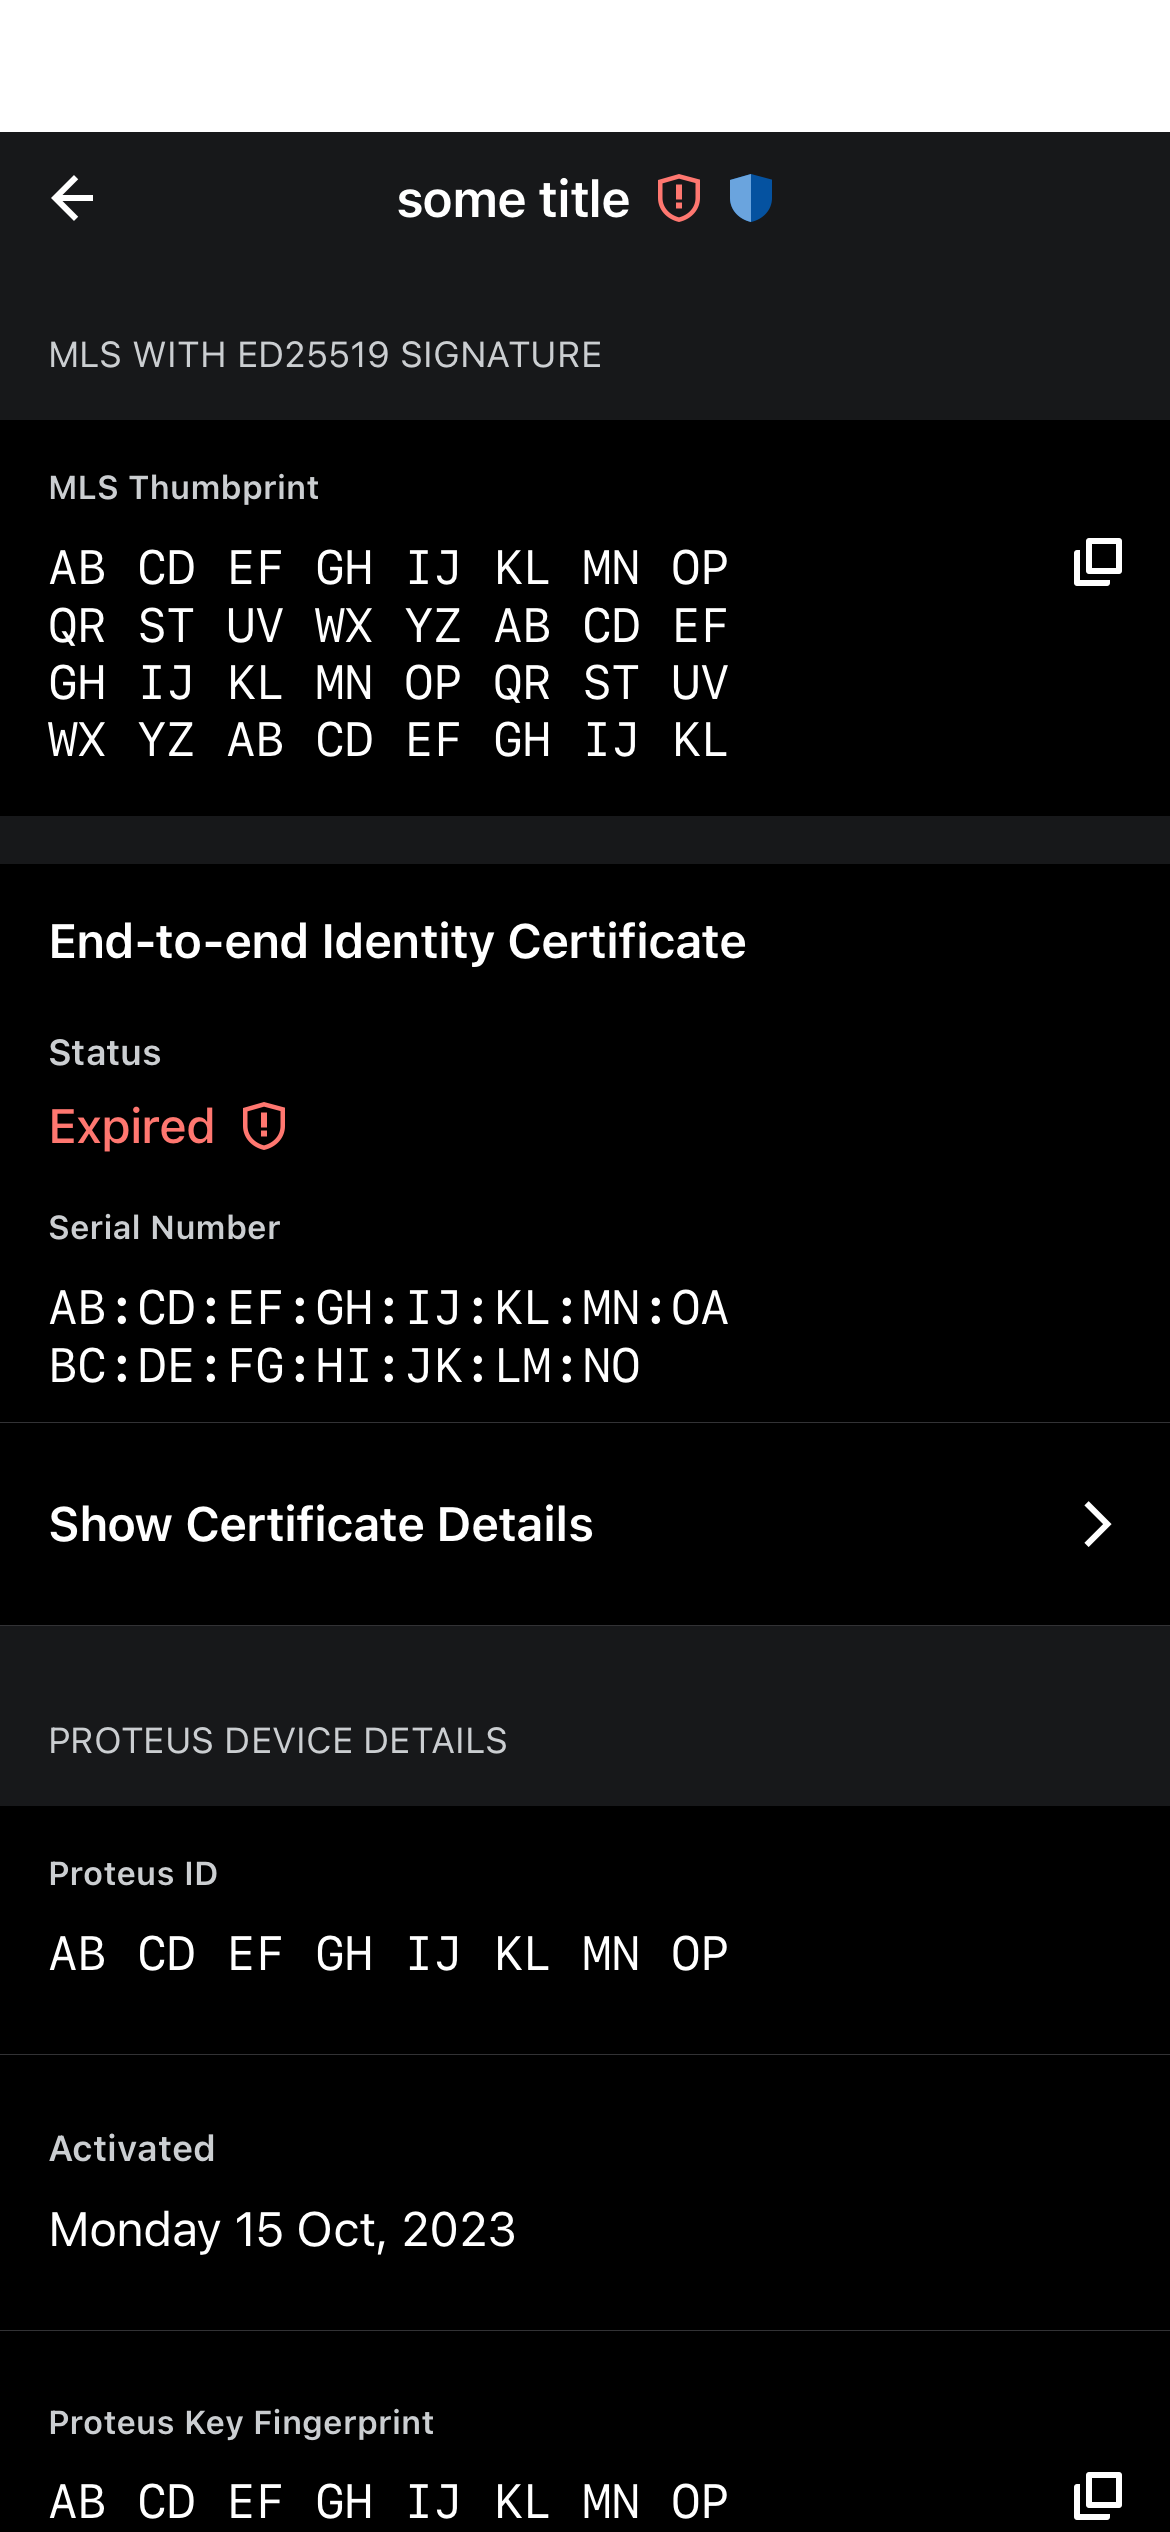 some title
MLS WITH ED25519 SIGNATURE
MLS Thumbprint
AB CD EF GH IJ KL MN OP
QR ST UV WX YZ AB CD EF
GH IJ KL MN OP QR ST UV
WX YZ AB CD EF GH IJ KL
End-to-end Identity Certificate
Status
Expired
Serial Number
AB:CD:EF:GH:IJ:KL:MN:OA
BC:DE:FG:HI:JK:LM:NO
Show Certificate Details
PROTEUS DEVICE DETAILS
Proteus ID
AB CD EF GH IJ KL MN OP
Activated
Monday 15 Oct, 2023
Proteus Key Fingerprint
AB CD EF GH IJ KL MN OP